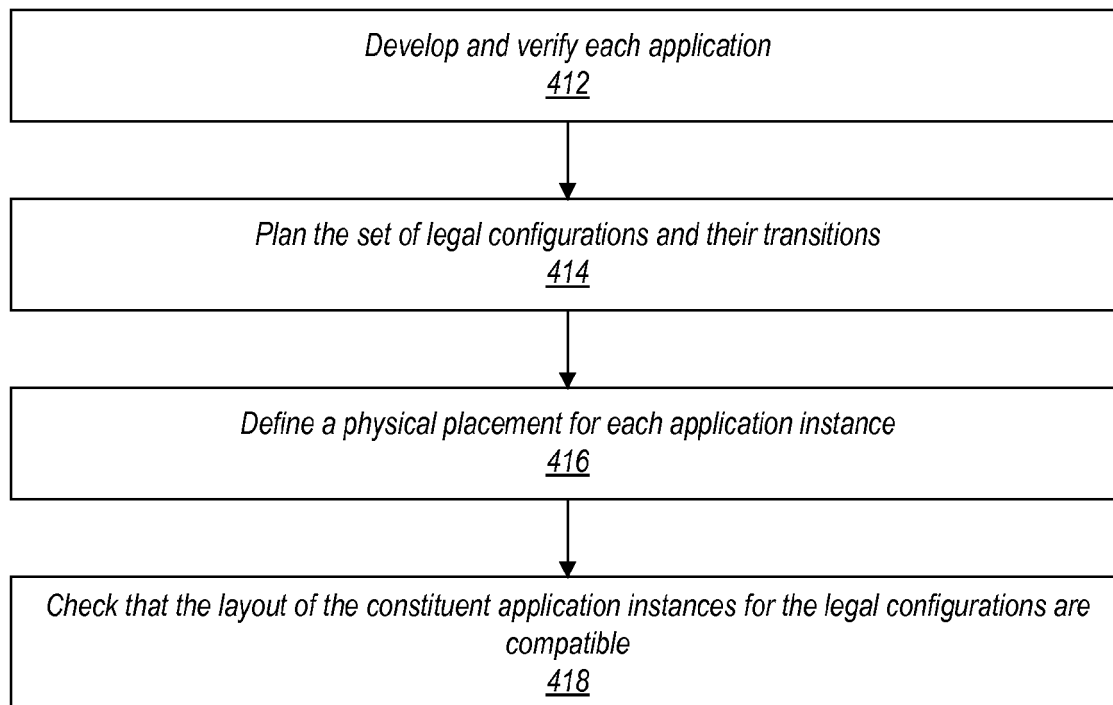 Develop and verify each application
412
Plan the set of legal configurations and their transitions
414
Define a physical placement for each application instance
416
Check that the layout of the constituent application instances for the legal configurations are
compatible
418